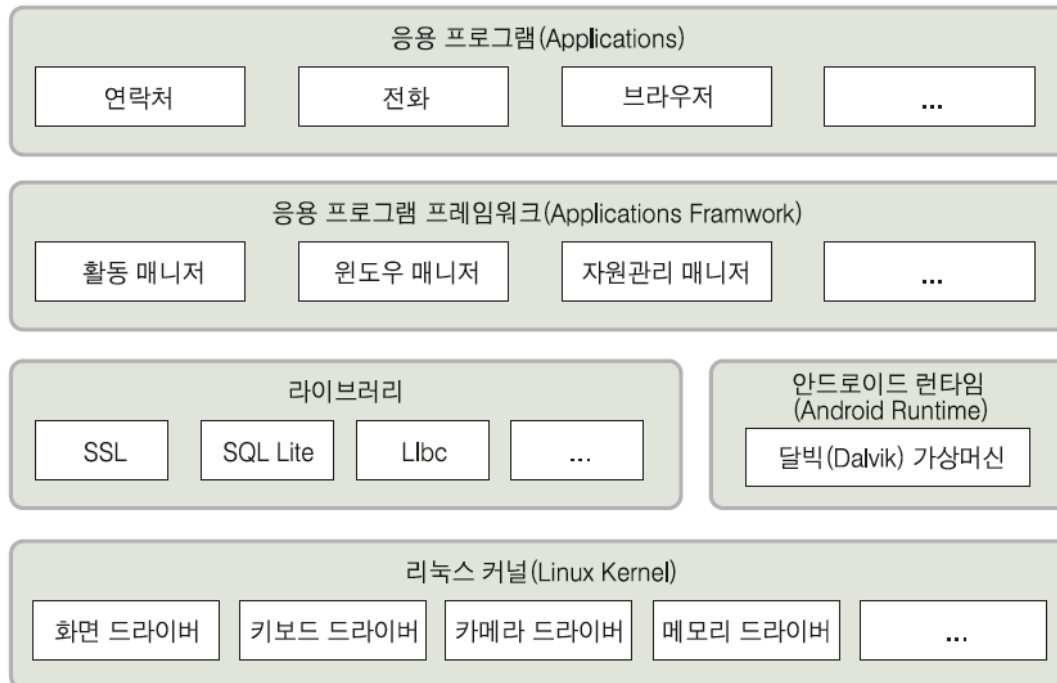 응용 프로그램(Applications)
연락처
전화
브라우저
...
응용 프로그램 프레임워크(Applications Framwork)
활동 매니저
윈도우 매니저
자원관리 매니저
...
라이브러리
SSL
SQL Lite
LIbc
...
안드로이드 런타임
(Android Runtime)
달빅(Dalvik) 가상머신
리눅스 커널(Linux Kernel)
화면 드라이버
키보드 드라이버
카메라 드라이버
메모리 드라이버
...